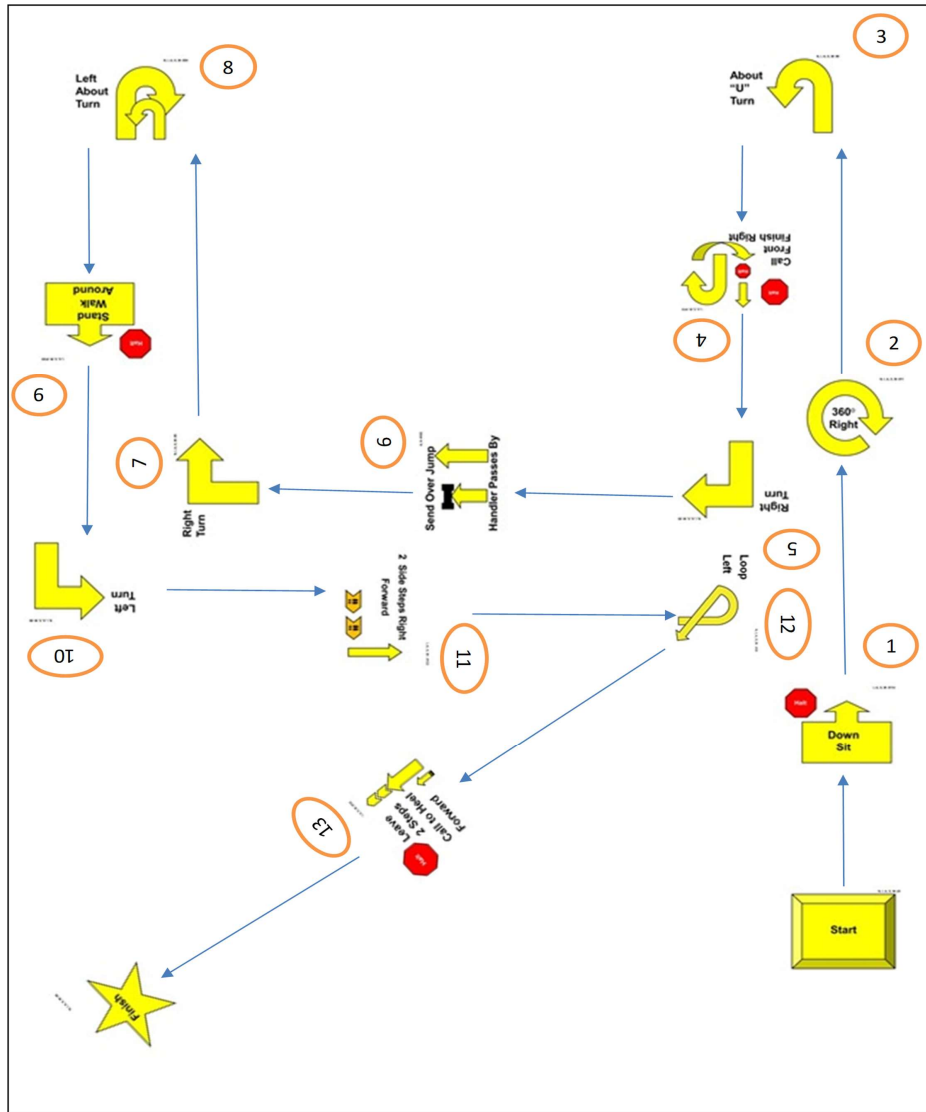 Start
Down
Sit
Halt
1
360°
Right
2
About
"U"
Turn
3
Call
Front
Finish Right
Halt
Halt
4
Right
Turn
5
Send Over Jump
Handler Passes By
6
Right
Turn
7
Left
About
Turn
8
Stand
Walk
Around
Halt
9
Left
Turn
10
2 Side Steps Right
Forward
11
Loop
Left
12
Leave
2 Steps
Call to Heel
Forward
Halt
13
Finish